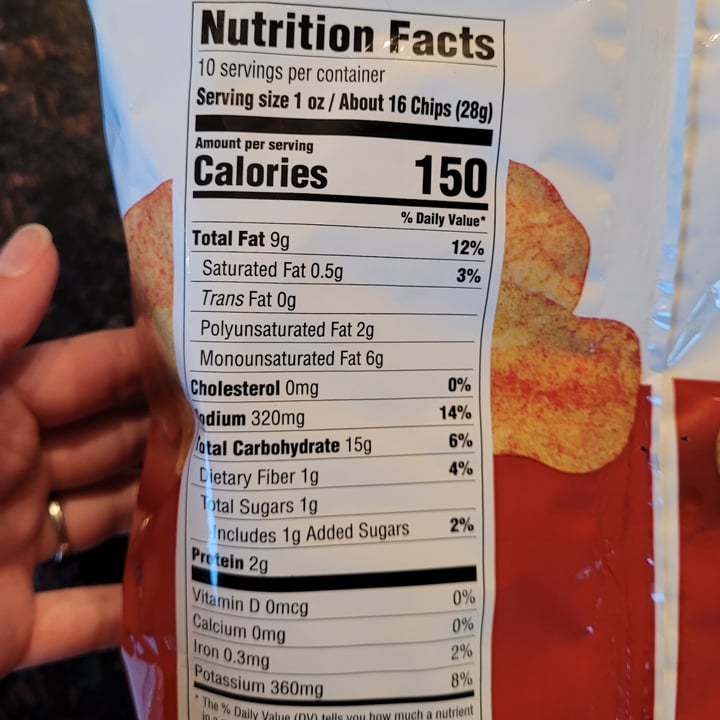 Nutrition Facts
10 servings per container
Serving size 1 oz / About 16 Chips (28g)
Amount per serving
Calories 150
% Daily Value*
Total Fat 9g 12%
Saturated Fat 0.5g 3%
Trans Fat 0g
Polyunsaturated Fat 2g
Monounsaturated Fat 6g
Cholesterol 0mg 0%
odium 320mg 14%
otal Carbohydrate 15g 6%
Dietary Fiber 1g 4%
Total Sugars 1g
Includes 1g Added Sugars 2%
Protein 2g
Vitamin D 0mcg 0%
Calcium 0mg 0%
Iron 0.3mg 2%
Potassium 360mg 8%
* The % Daily Value (DV) tells you how much a nutrient